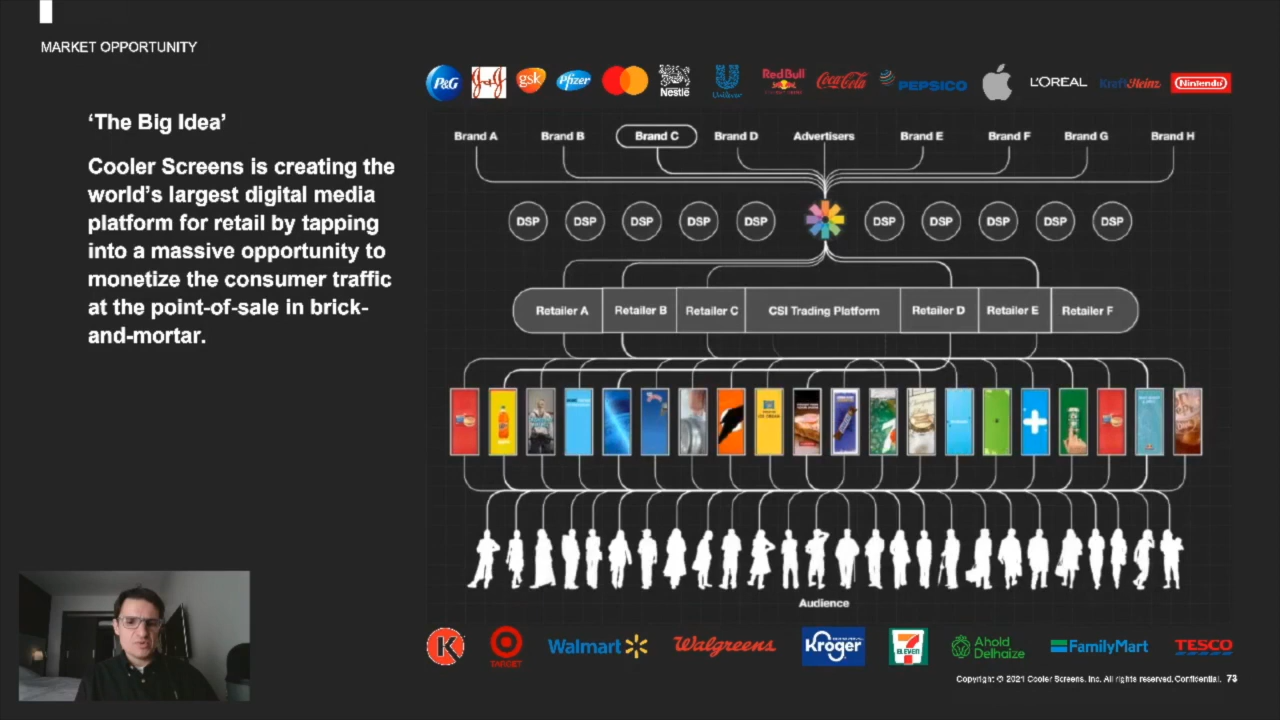 MARKET OPPORTUNITY
‘The Big Idea’
Cooler Screens is creating the
world’s largest digital media
platform for retail by tapping
into a massive opportunity to
monetize the consumer traffic
at the point-of-sale in brick-
and-mortar.
P&G J&J gsk Pfizer Nestlé Unilever Red Bull Coca-Cola PEPSICO L'ORÉAL Kraft Heinz Nintendo
Brand A Brand B Brand C Brand D Advertisers Brand E Brand F Brand G Brand H
DSP DSP DSP DSP DSP DSP DSP DSP DSP DSP
Retailer A Retailer B Retailer C CSI Trading Platform Retailer D Retailer E Retailer F
Audience
K TARGET Walmart Walgreens Kroger 7 ELEVEN Ahold Delhaize FamilyMart TESCO
Copyright © 2021 Cooler Screens, Inc. All rights reserved. Confidential. 73